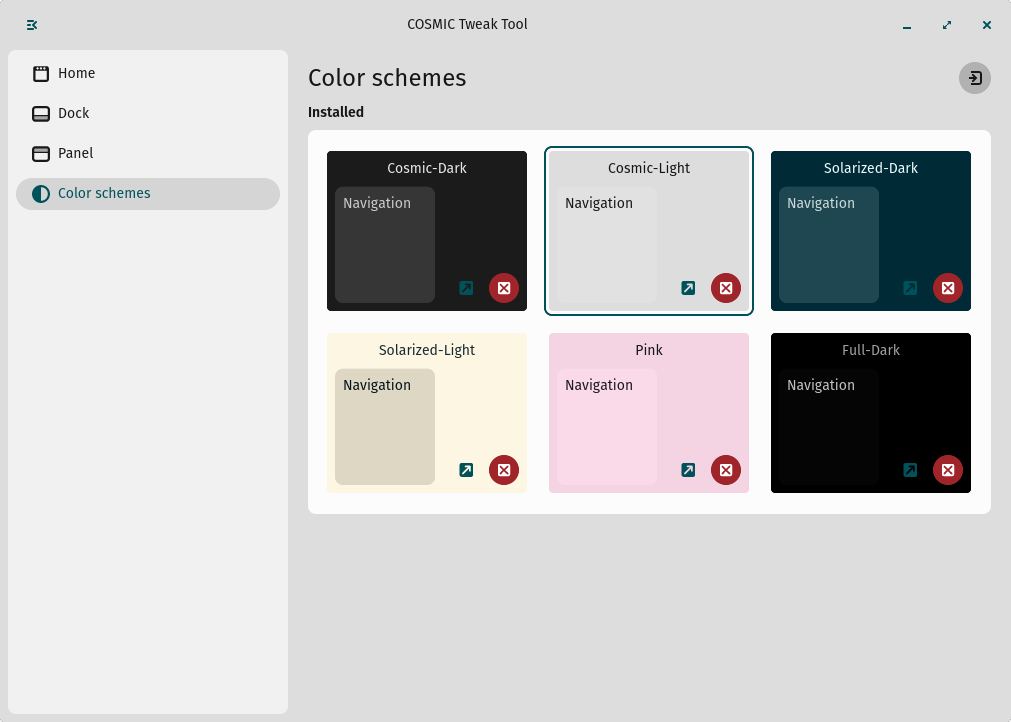 COSMIC Tweak Tool
Home
Dock
Panel
Color schemes
Color schemes
Installed
Cosmic-Dark
Navigation
Cosmic-Light
Navigation
Solarized-Dark
Navigation
Solarized-Light
Navigation
Pink
Navigation
Full-Dark
Navigation